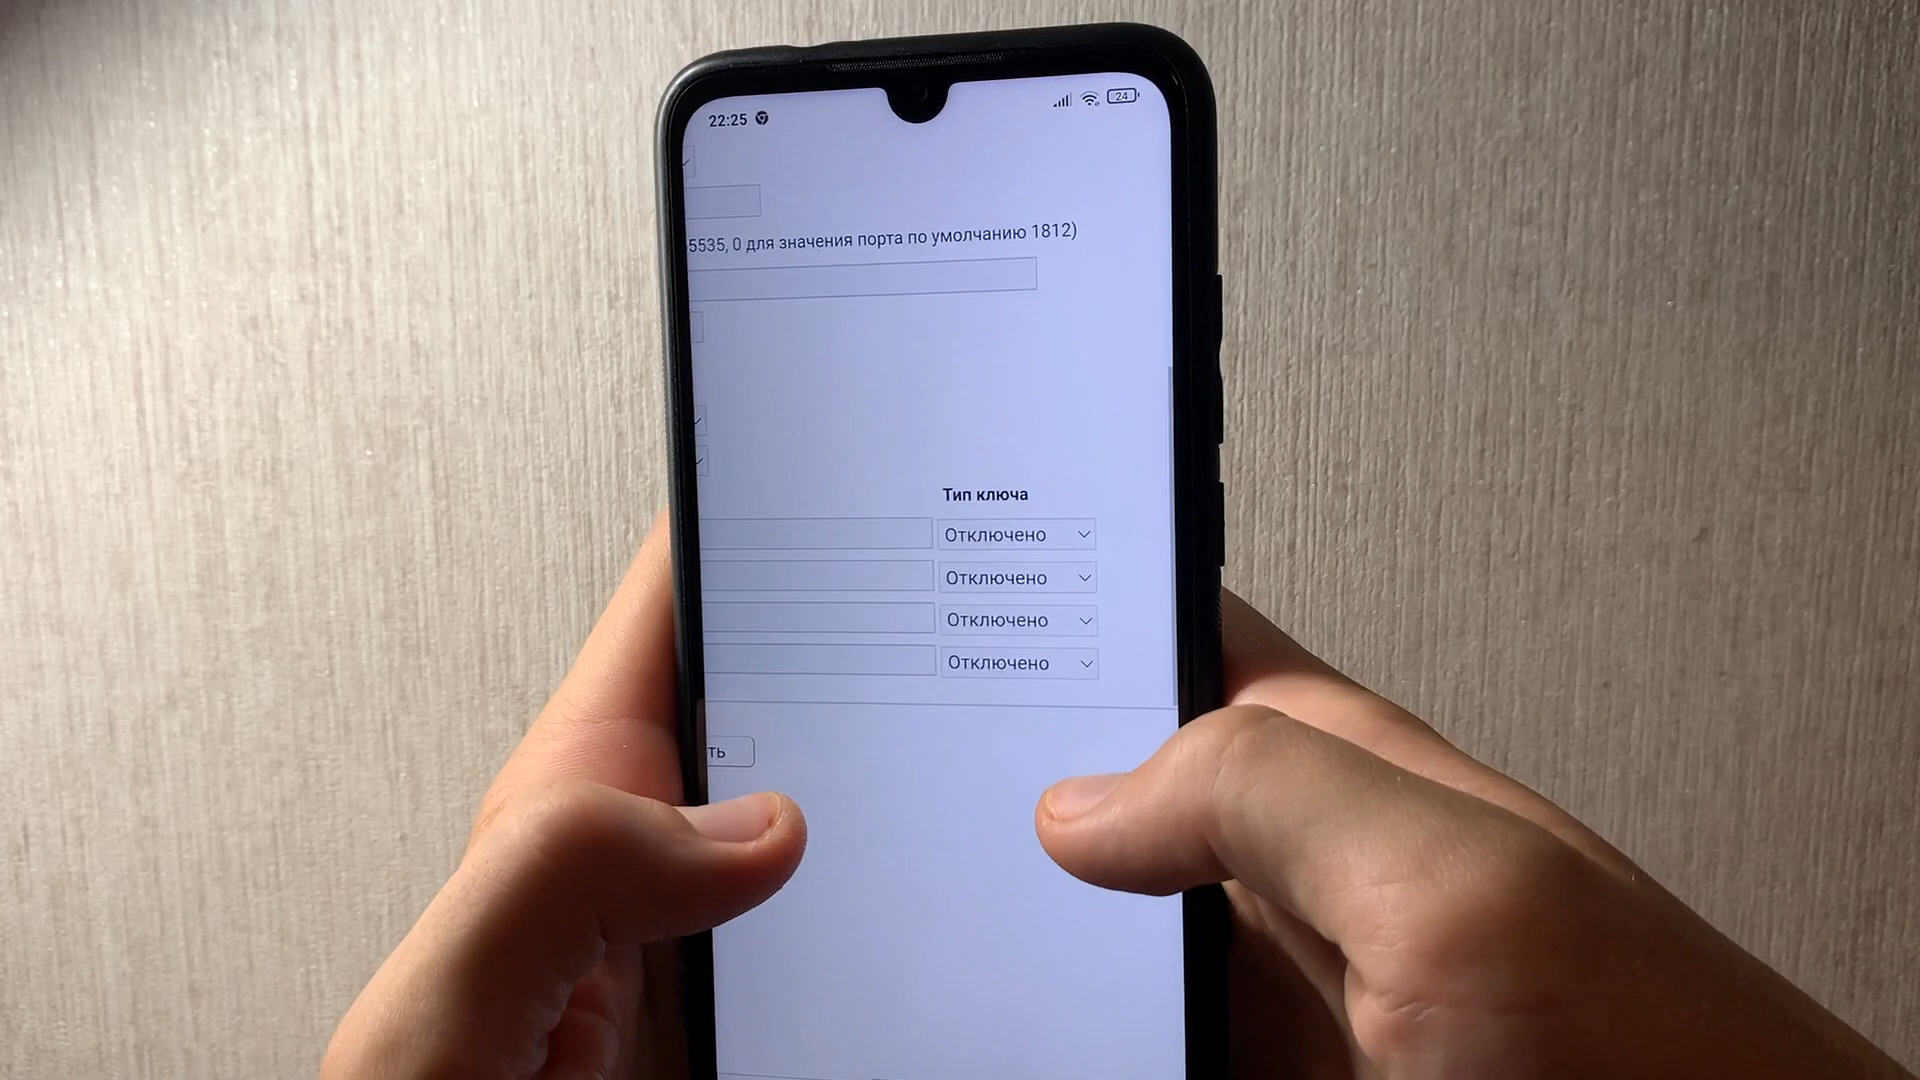 22:25
24
5535, 0 для значения порта по умолчанию 1812)
Тип ключа
Отключено
Отключено
Отключено
Отключено
ть